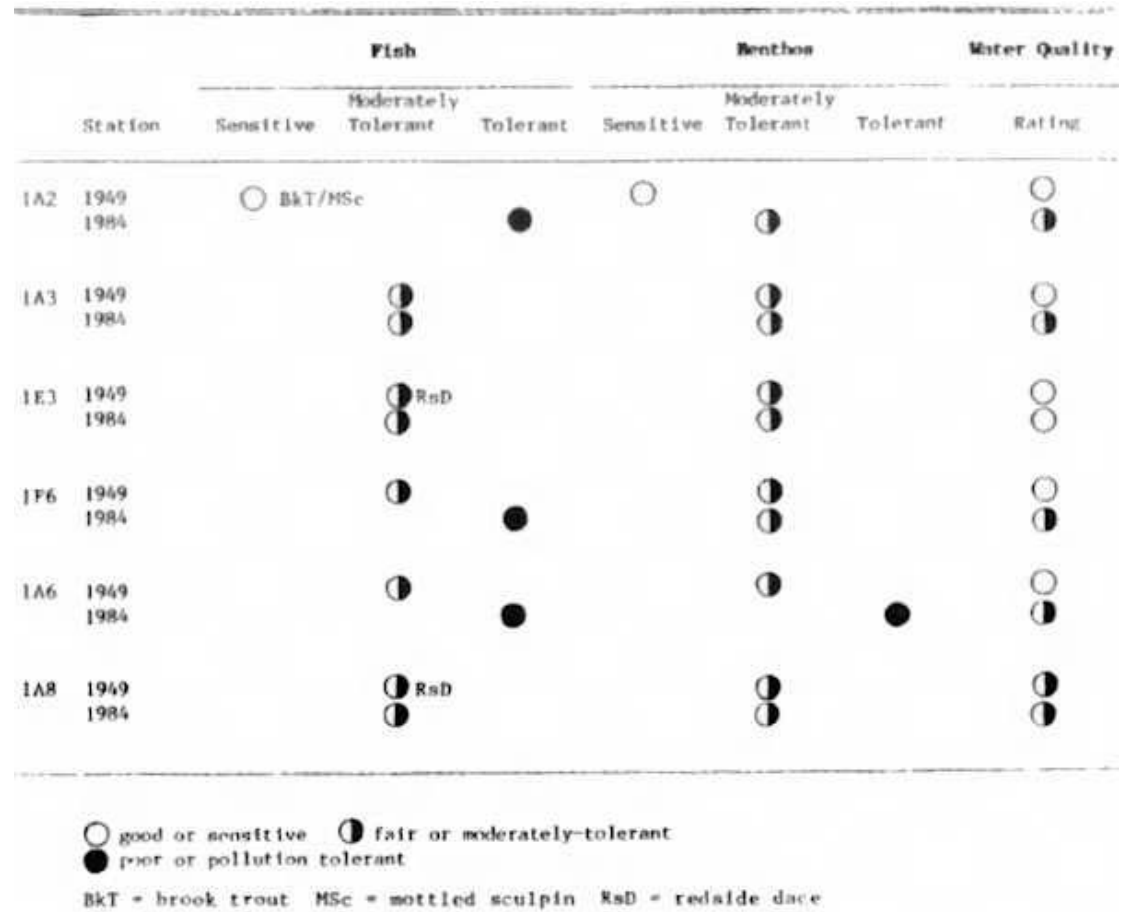 Fish Benthos Water Quality
Moderately Moderately
Station Sensitive Tolerant Tolerant Sensitive Tolerant Tolerant Rating
1A2 1949 BkT/MSc
1984
1A3 1949
1984
1E3 1949 RsD
1984
1F6 1949
1984
1A6 1949
1984
1A8 1949 RsD
1984
good or sensitive fair or moderately-tolerant
poor or pollution tolerant
BkT = brook trout MSc = mottled sculpin RsD = redside dace